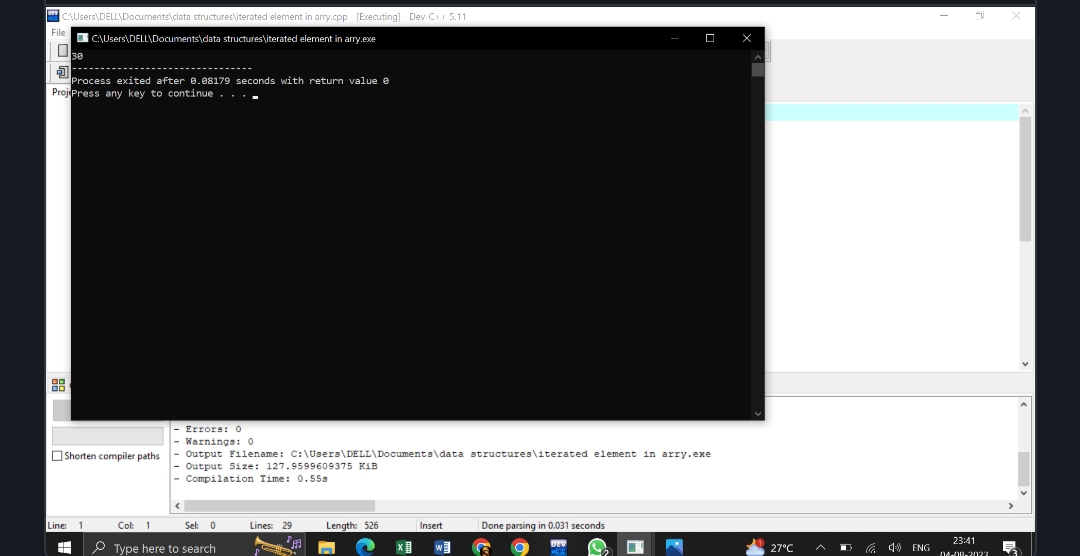 C:\Users\DELL\Documents\data structures\iterated element in arry.cpp [Executing] Dev C++ 5.11
File
C:\Users\DELL\Documents\data structures\iterated element in arry.exe
30
--------------------------------
Process exited after 0.08179 seconds with return value 0
Press any key to continue . . .
Proj
- Errors: 0
- Warnings: 0
- Output Filename: C:\Users\DELL\Documents\data structures\iterated element in arry.exe
- Output Size: 127.9599609375 KiB
- Compilation Time: 0.55s
Shorten compiler paths
Line: 1 Col: 1 Sel: 0 Lines: 29 Length: 526 Insert Done parsing in 0.031 seconds
Type here to search
27°C
ENG
23:41
04-08-2023